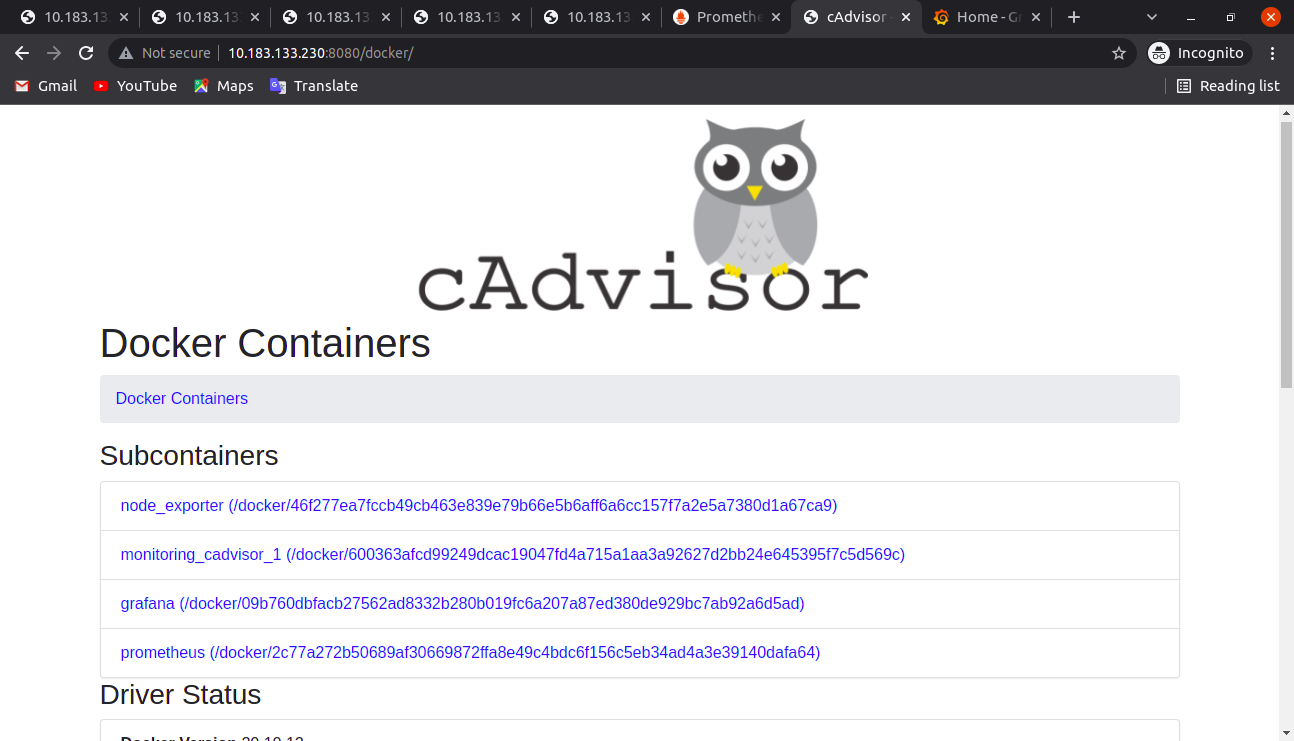 10.183.13 10.183.13 10.183.13 10.183.13 10.183.13 Promethe cAdvisor - Home - Gr
Not secure 10.183.133.230:8080/docker/ Incognito
Gmail YouTube Maps Translate Reading list
cAdvisor
Docker Containers
Docker Containers
Subcontainers
node_exporter (/docker/46f277ea7fccb49cb463e839e79b66e5b6aff6a6cc157f7a2e5a7380d1a67ca9)
monitoring_cadvisor_1 (/docker/600363afcd99249dcac19047fd4a715a1aa3a92627d2bb24e645395f7c5d569c)
grafana (/docker/09b760dbfacb27562ad8332b280b019fc6a207a87ed380de929bc7ab92a6d5ad)
prometheus (/docker/2c77a272b50689af30669872ffa8e49c4bdc6f156c5eb34ad4a3e39140dafa64)
Driver Status
Docker Version 20.10.12